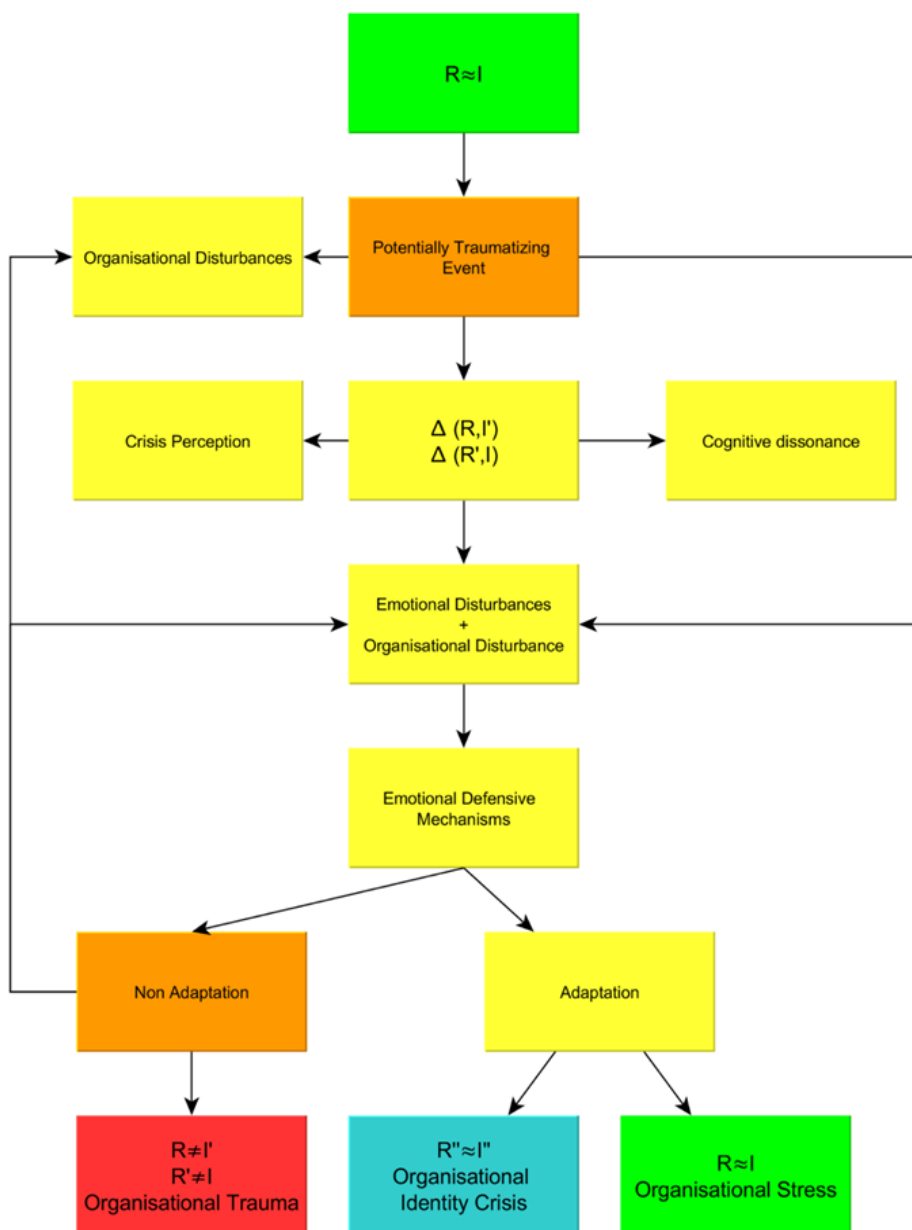 R≈I
Organisational Disturbances
Potentially Traumatizing
Event
Crisis Perception
Δ (R,I')
Δ (R',I)
Cognitive dissonance
Emotional Disturbances
+
Organisational Disturbance
Emotional Defensive
Mechanisms
Non Adaptation
Adaptation
R≠I'
R'≠I
Organisational Trauma
R''≈I''
Organisational
Identity Crisis
R≈I
Organisational Stress